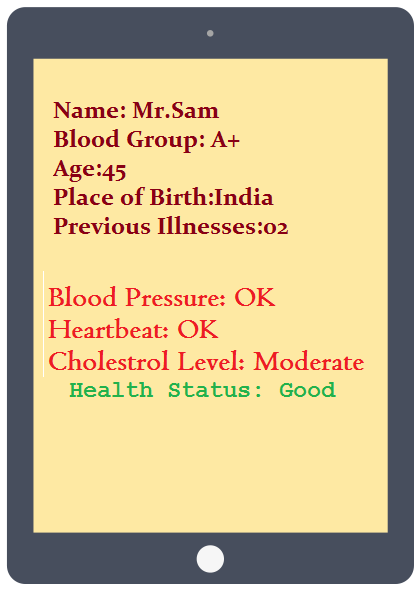 Name: Mr.Sam
Blood Group: A+
Age:45
Place of Birth:India
Previous Illnesses:02
Blood Pressure: OK
Heartbeat: OK
Cholestrol Level: Moderate
Health Status: Good